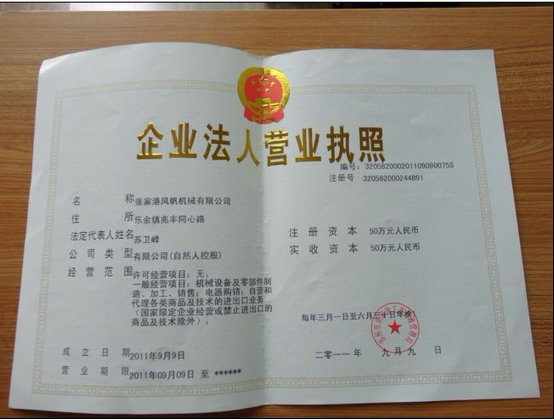 企业法人营业执照
编号：320582000201109090075S
注册号 320582000244891
名称 张家港风帆机械有限公司
住所 乐余镇兆丰同心路
法定代表人姓名 苏卫峰
公司类型 有限公司(自然人控股)
经营范围 许可经营项目：无。
一般经营项目：机械设备及零部件制
造、加工、销售；电器购销；自营和
代理各类商品及技术的进出口业务
（国家限定企业经营或禁止进出口的
商品及技术除外）。
注册资本 50万元人民币
实收资本 50万元人民币
每年三月一日至六月三十日年检
成立日期 2011年9月9日
营业期限 2011年09月09日 至 ******
二〇一一年 九月九日